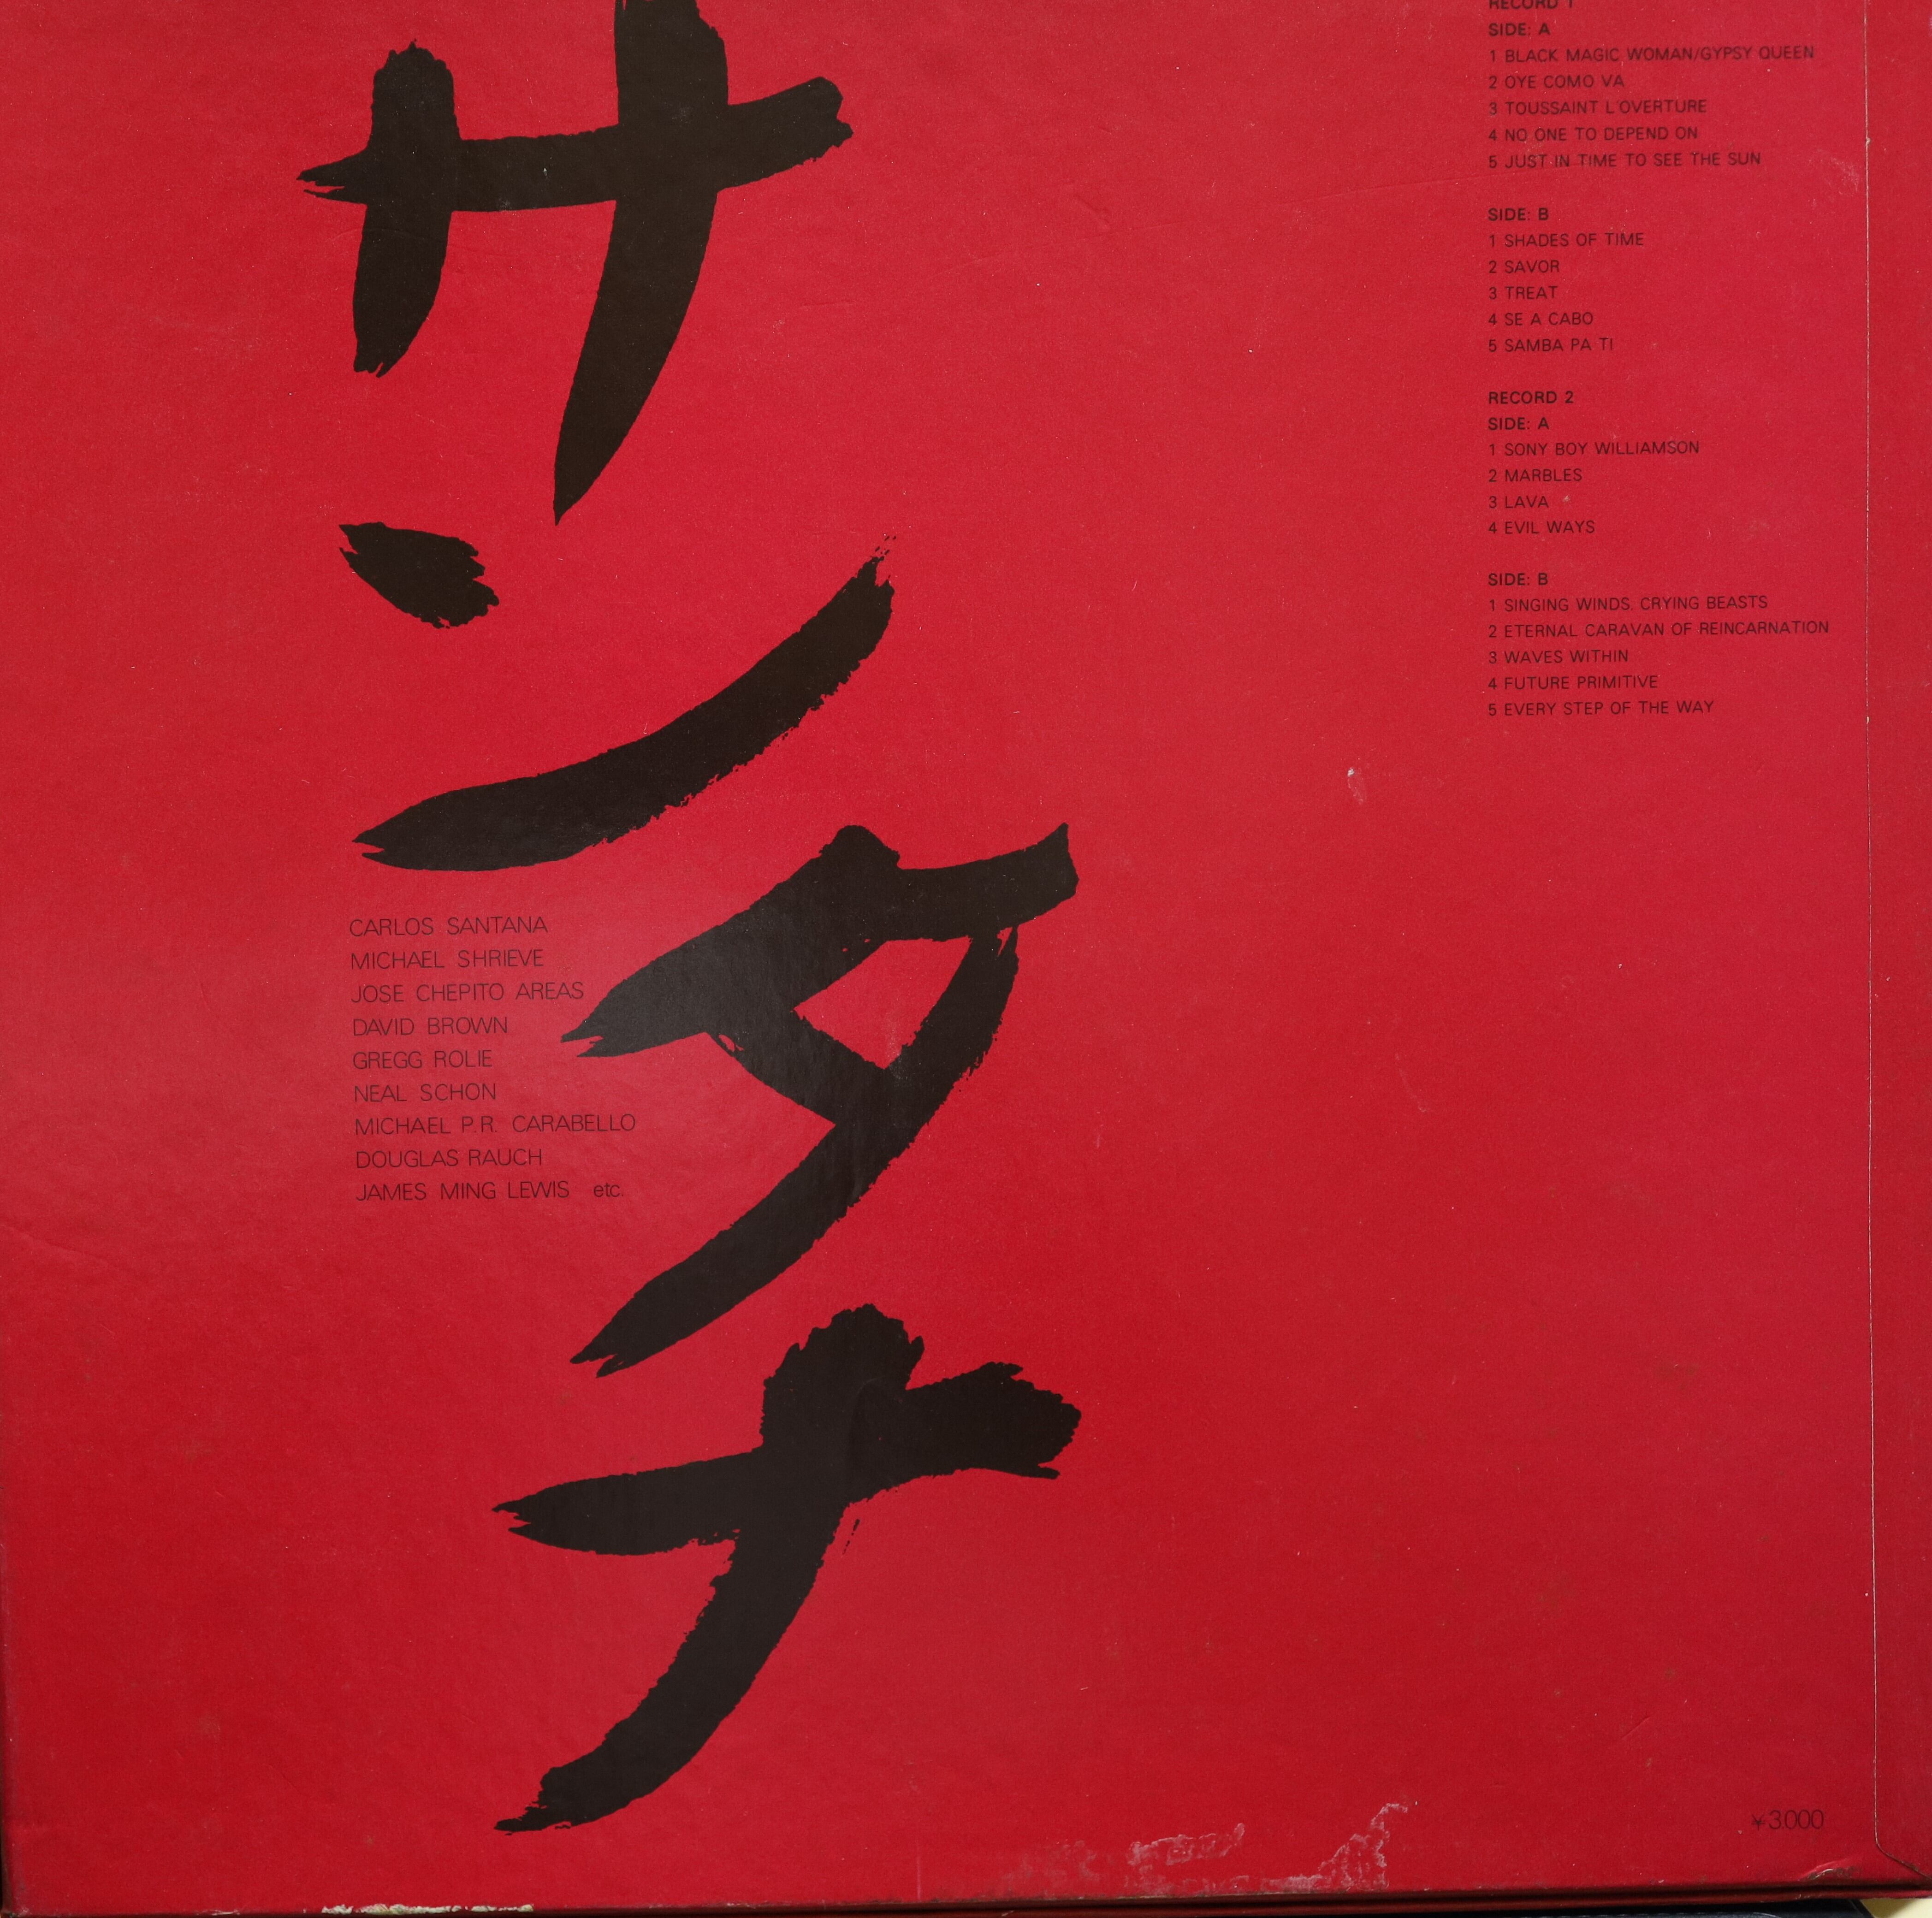 サンタナ
CARLOS SANTANA
MICHAEL SHRIEVE
JOSE CHEPITO AREAS
DAVID BROWN
GREGG ROLIE
NEAL SCHON
MICHAEL P.R. CARABELLO
DOUGLAS RAUCH
JAMES MING LEWIS etc.
RECORD 1
SIDE: A
1 BLACK MAGIC WOMAN/GYPSY QUEEN
2 OYE COMO VA
3 TOUSSAINT L'OVERTURE
4 NO ONE TO DEPEND ON
5 JUST IN TIME TO SEE THE SUN
SIDE: B
1 SHADES OF TIME
2 SAVOR
3 TREAT
4 SE A CABO
5 SAMBA PA TI
RECORD 2
SIDE: A
1 SONY BOY WILLIAMSON
2 MARBLES
3 LAVA
4 EVIL WAYS
SIDE: B
1 SINGING WINDS. CRYING BEASTS
2 ETERNAL CARAVAN OF REINCARNATION
3 WAVES WITHIN
4 FUTURE PRIMITIVE
5 EVERY STEP OF THE WAY
¥3.000